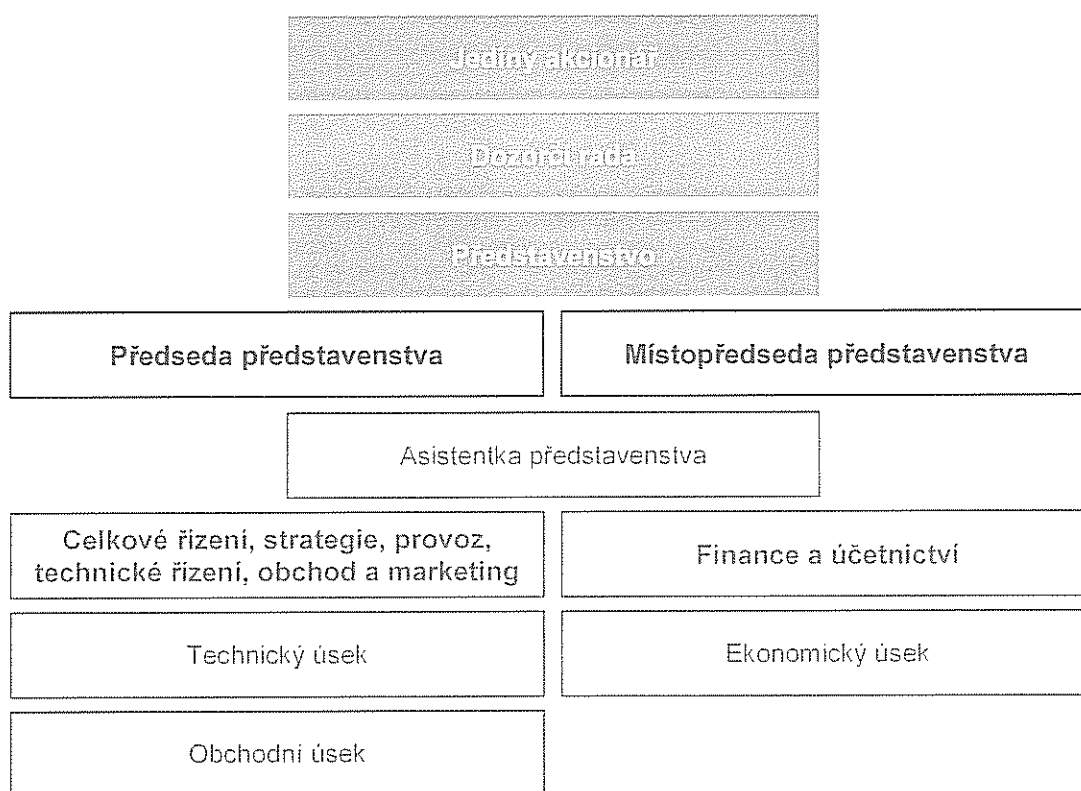 Jediný akcionář
Dozorčí rada
Představenstvo
Předseda představenstva
Místopředseda představenstva
Asistentka představenstva
Celkové řízení, strategie, provoz,
technické řízení, obchod a marketing
Finance a účetnictví
Technický úsek
Ekonomický úsek
Obchodní úsek